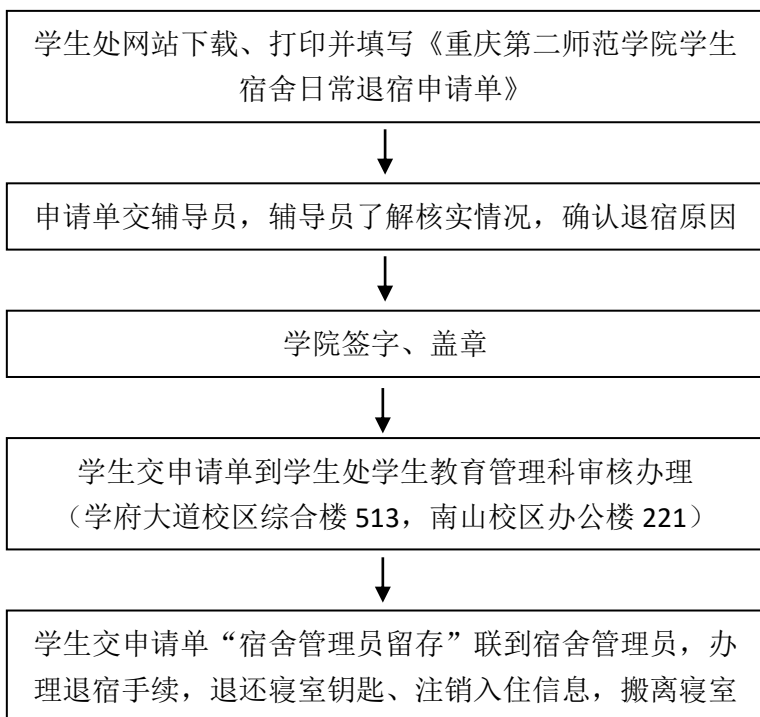 学生处网站下载、打印并填写《重庆第二师范学院学生
宿舍日常退宿申请单》
申请单交辅导员，辅导员了解核实情况，确认退宿原因
学院签字、盖章
学生交申请单到学生处学生教育管理科审核办理
（学府大道校区综合楼 513，南山校区办公楼 221）
学生交申请单“宿舍管理员留存”联到宿舍管理员，办
理退宿手续，退还寝室钥匙、注销入住信息，搬离寝室